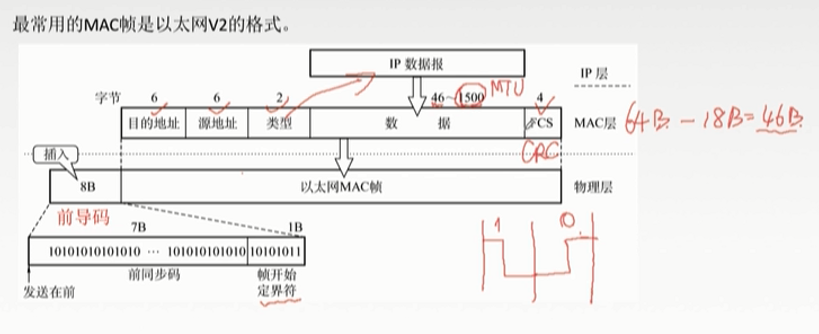 最常用的MAC帧是以太网V2的格式。
IP 数据报
IP 层
字节 6 6 2 46~1500 MTU 4
目的地址 源地址 类型 数 据 FCS MAC层 64B - 18B=46B
CRC
插入
8B 以太网MAC帧 物理层
前导码 7B 1B
1 0
10101010101010 … 101010101010 10101011
前同步码 帧开始
定界符
发送在前